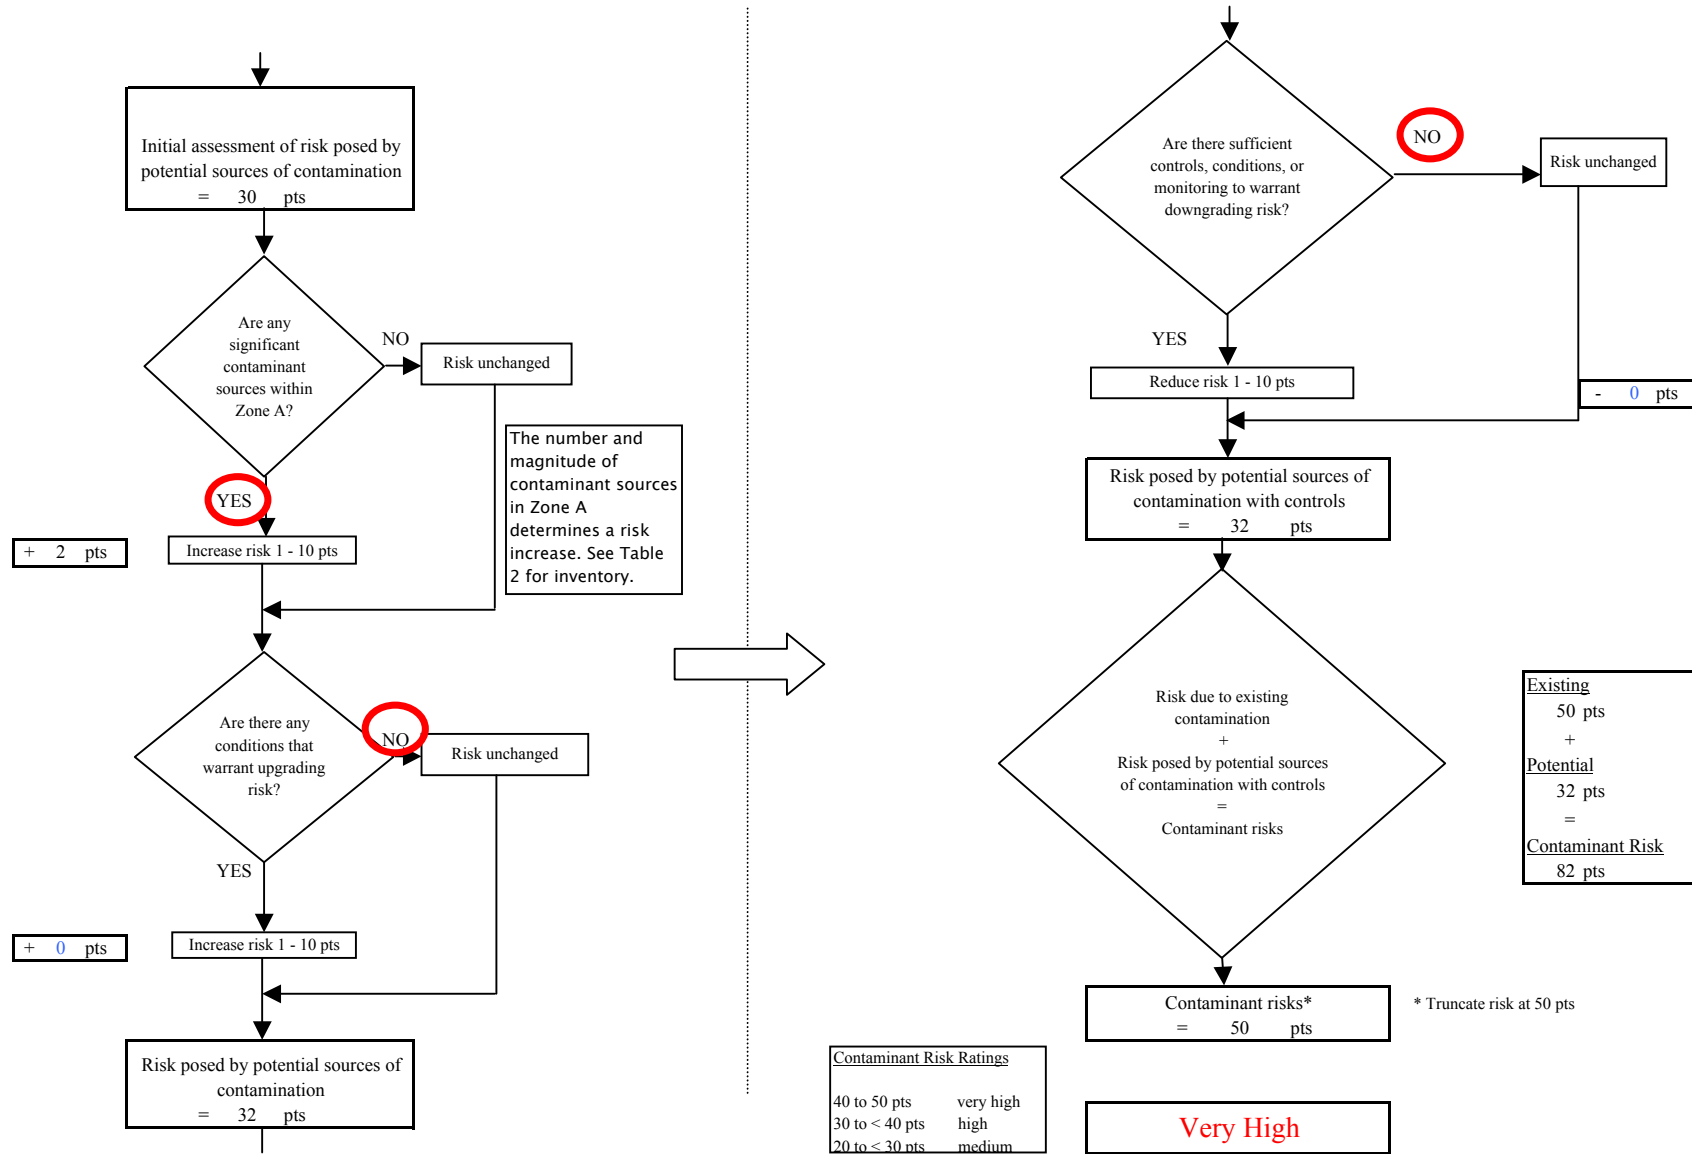 Initial assessment of risk posed by
potential sources of contamination
= 30 pts
Are any
significant
contaminant
sources within
Zone A?
NO
Risk unchanged
The number and
magnitude of
contaminant sources
in Zone A
determines a risk
increase. See Table
2 for inventory.
YES
+ 2 pts
Increase risk 1 - 10 pts
Are there any
conditions that
warrant upgrading
risk?
NO
Risk unchanged
YES
+ 0 pts
Increase risk 1 - 10 pts
Risk posed by potential sources of
contamination
= 32 pts
Are there sufficient
controls, conditions, or
monitoring to warrant
downgrading risk?
NO
Risk unchanged
YES
Reduce risk 1 - 10 pts
- 0 pts
Risk posed by potential sources of
contamination with controls
= 32 pts
Risk due to existing
contamination
+
Risk posed by potential sources
of contamination with controls
=
Contaminant risks
Existing
50 pts
+
Potential
32 pts
=
Contaminant Risk
82 pts
Contaminant risks*
= 50 pts
* Truncate risk at 50 pts
Contaminant Risk Ratings
40 to 50 pts very high
30 to < 40 pts high
20 to < 30 pts medium
Very High